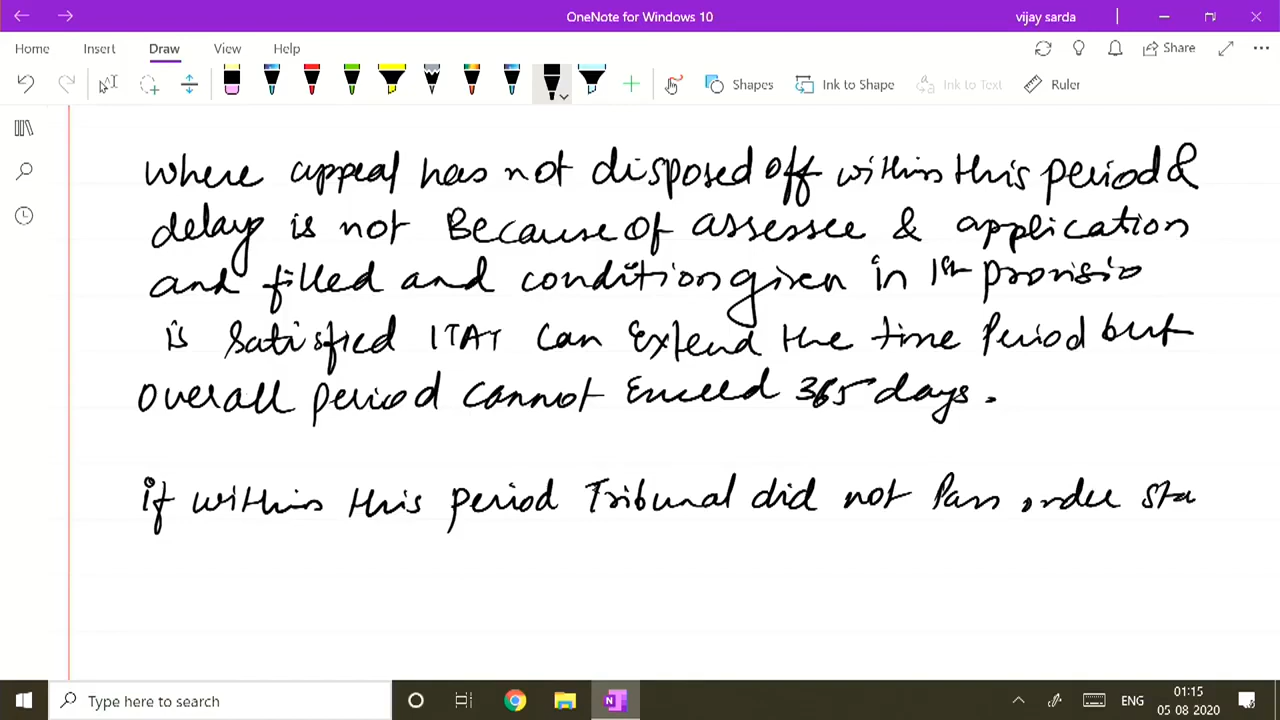 OneNote for Windows 10
vijay sarda
Home Insert Draw View Help
Share
Shapes Ink to Shape Ink to Text Ruler
where appeal has not disposed off within this period &
delay is not Because of assessee & application
and filled and condition given in 1st provisio
is satisfied ITAT can Extend the time Period but
overall period cannot Exceed 365 days.
if within this period Tribunal did not Pass order sta
Type here to search
ENG
01:15
05-08-2020